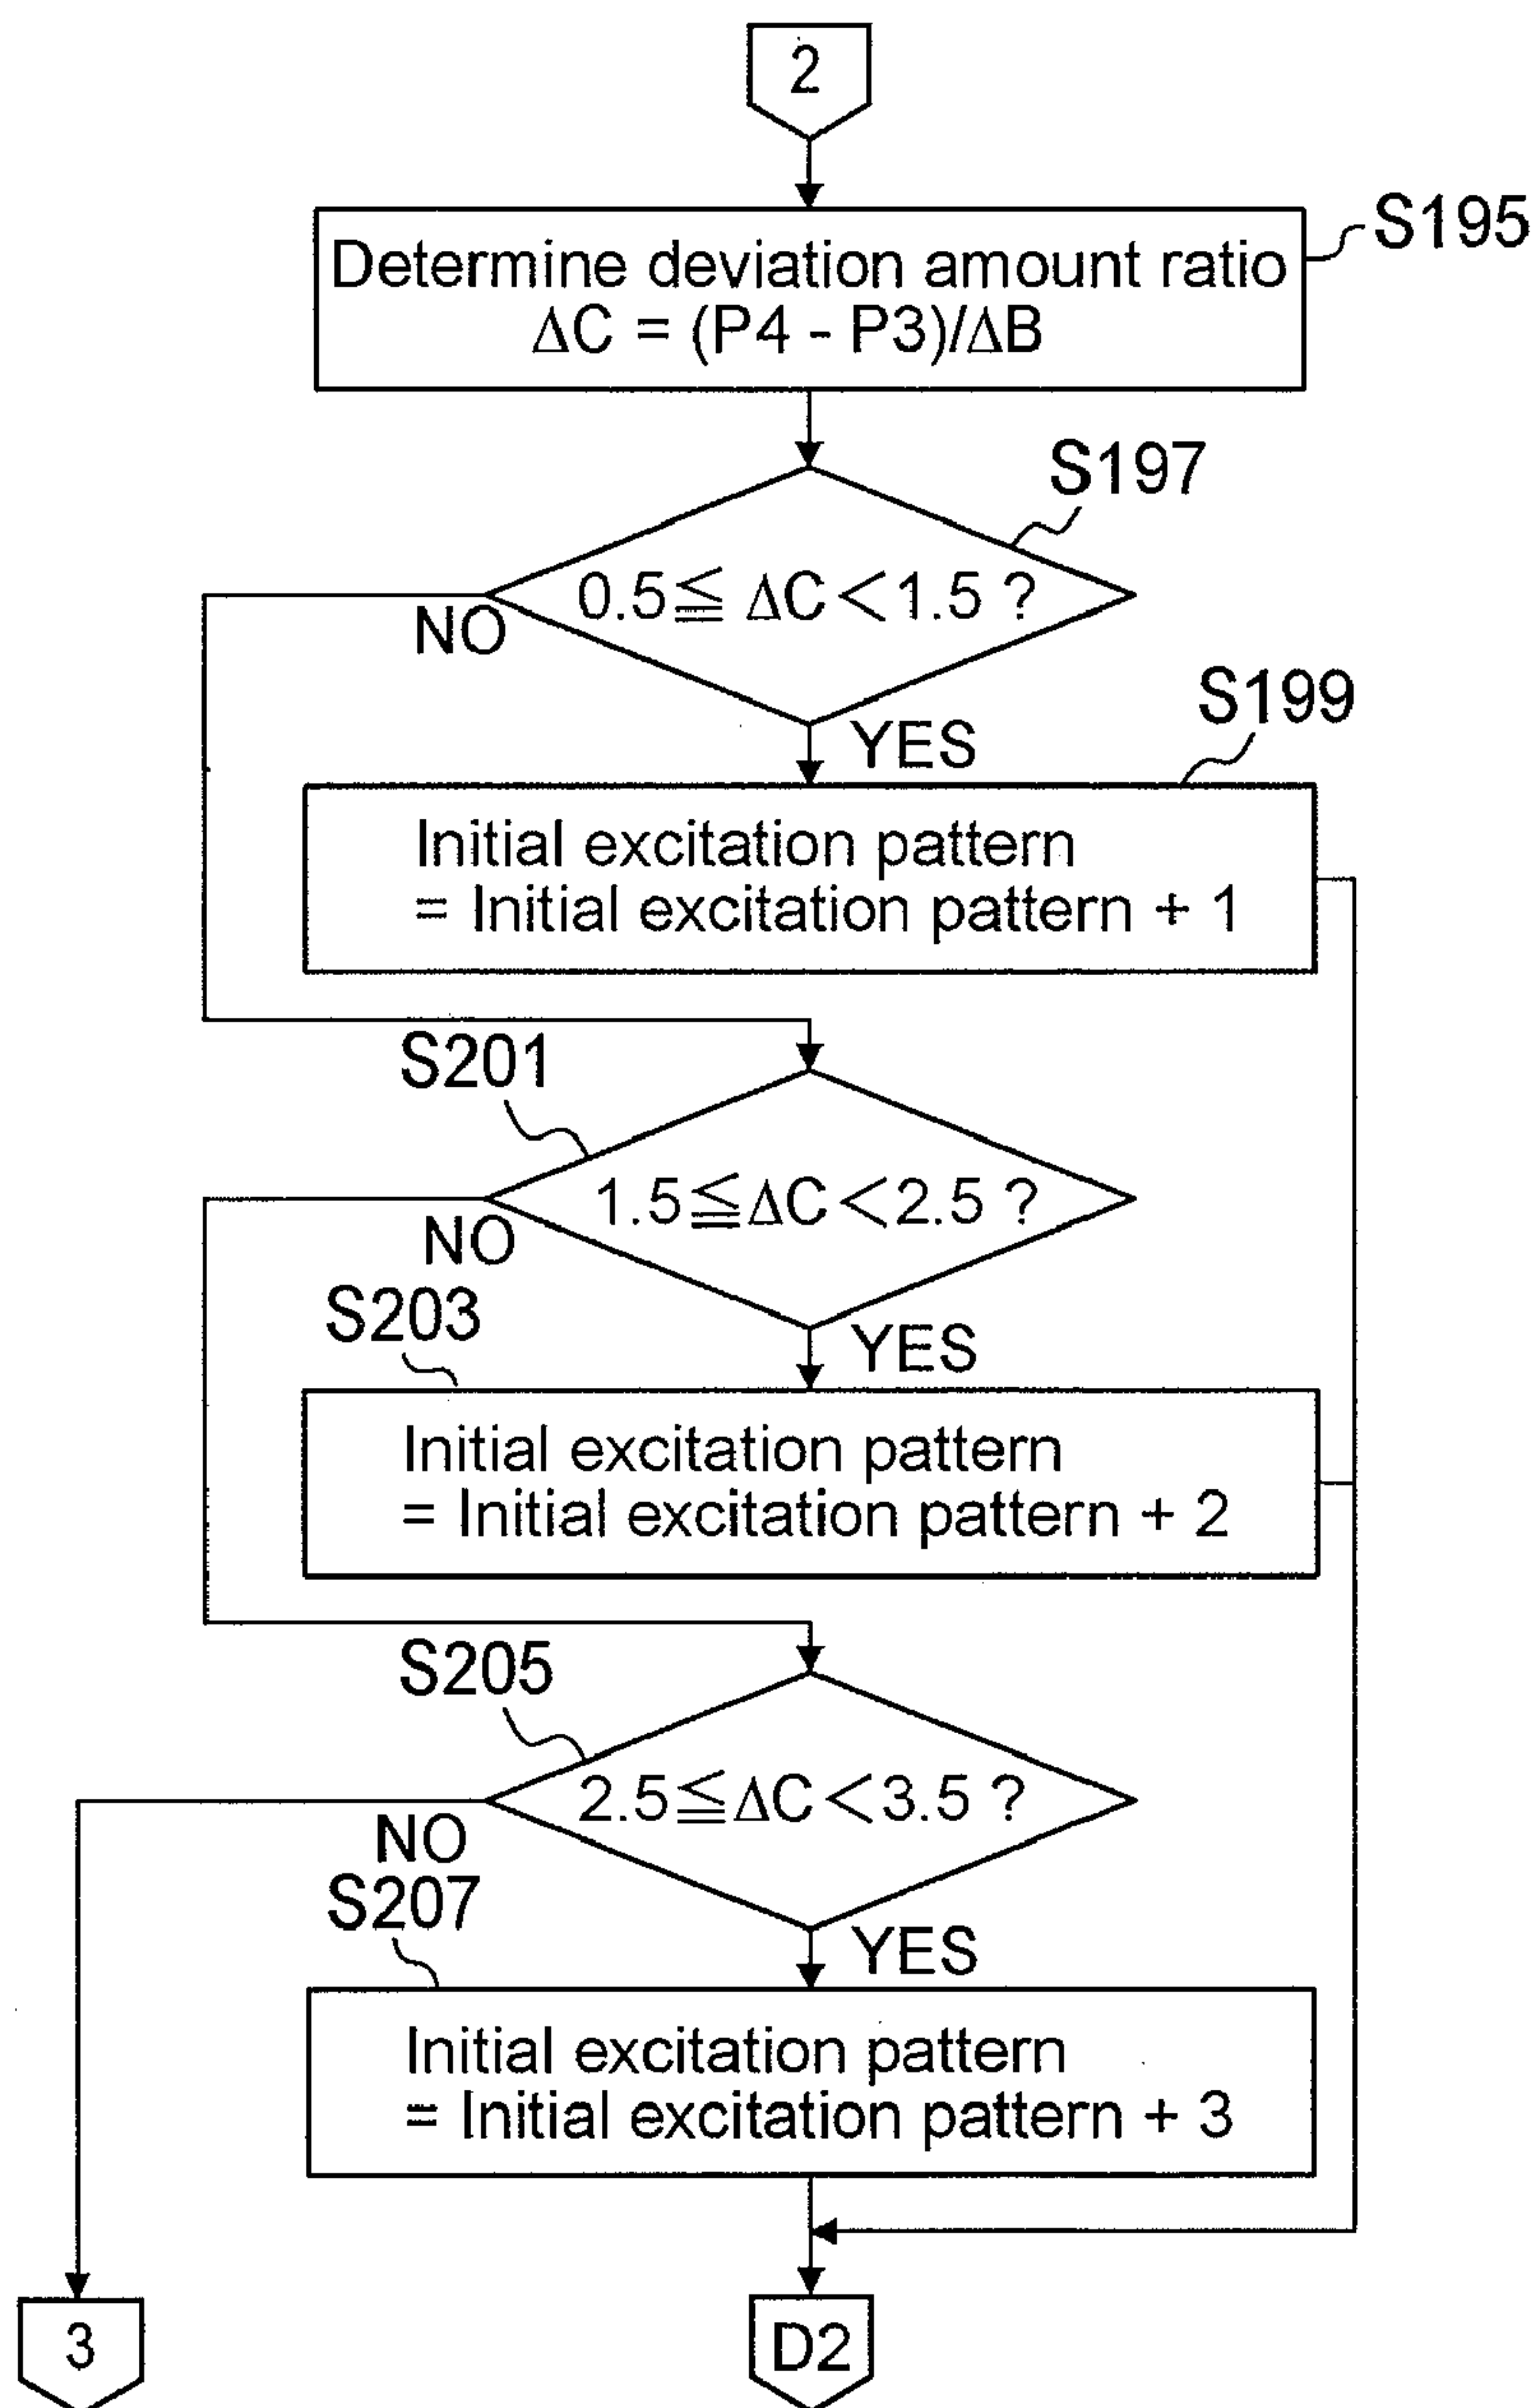 2
S195
Determine deviation amount ratio
ΔC = (P4 - P3)/ΔB
S197
0.5≦ ΔC<1.5 ?
NO
YES
S199
Initial excitation pattern
= Initial excitation pattern + 1
S201
1.5≦ΔC<2.5 ?
NO
YES
S203
Initial excitation pattern
= Initial excitation pattern + 2
S205
2.5≦ΔC<3.5 ?
NO
YES
S207
Initial excitation pattern
= Initial excitation pattern + 3
3
D2